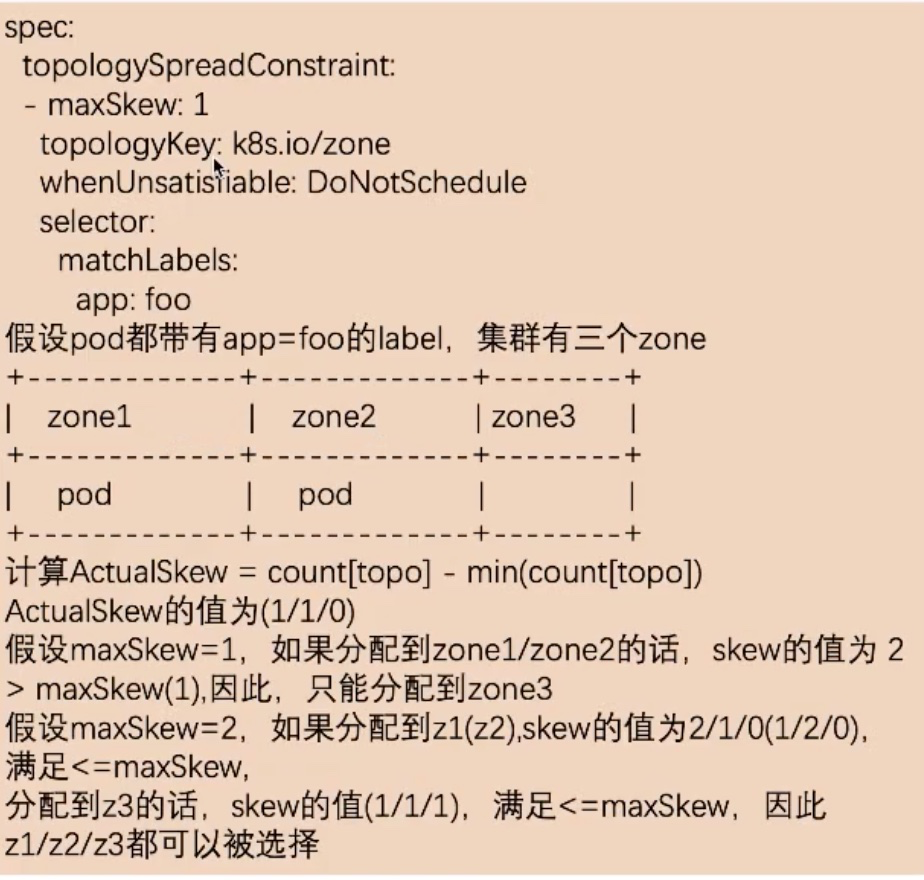 spec:
  topologySpreadConstraint:
  - maxSkew: 1
    topologyKey: k8s.io/zone
    whenUnsatisfiable: DoNotSchedule
    selector:
      matchLabels:
        app: foo
假设pod都带有app=foo的label，集群有三个zone
+-------------+-------------+--------+
|    zone1    |    zone2    | zone3  |
+-------------+-------------+--------+
|    pod      |    pod      |        |
+-------------+-------------+--------+
计算ActualSkew = count[topo] - min(count[topo])
ActualSkew的值为(1/1/0)
假设maxSkew=1，如果分配到zone1/zone2的话，skew的值为 2
> maxSkew(1),因此，只能分配到zone3
假设maxSkew=2，如果分配到z1(z2),skew的值为2/1/0(1/2/0),
满足<=maxSkew,
分配到z3的话，skew的值(1/1/1)，满足<=maxSkew，因此
z1/z2/z3都可以被选择